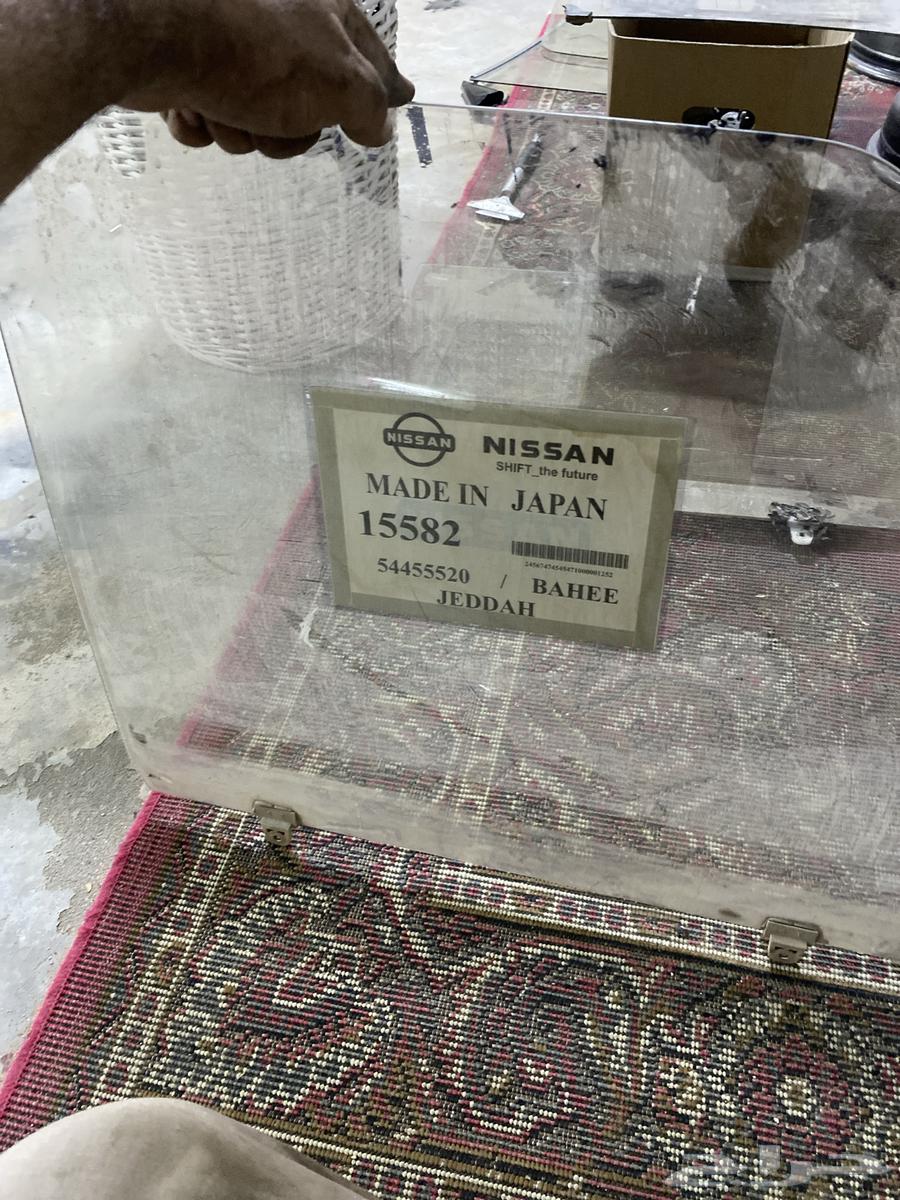 NISSAN NISSAN
SHIFT_the future
MADE IN JAPAN
15582
54455520 / BAHEE
JEDDAH